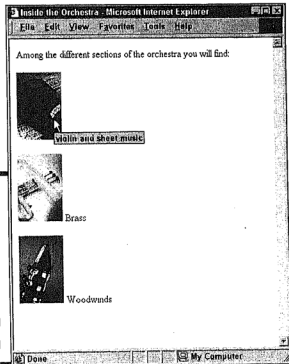 Inside the Orchestra - Microsoft Internet Explorer
File Edit View Favorites Tools Help
Among the different sections of the orchestra you will find:
violin and sheet music
Brass
Woodwinds
Done My Computer